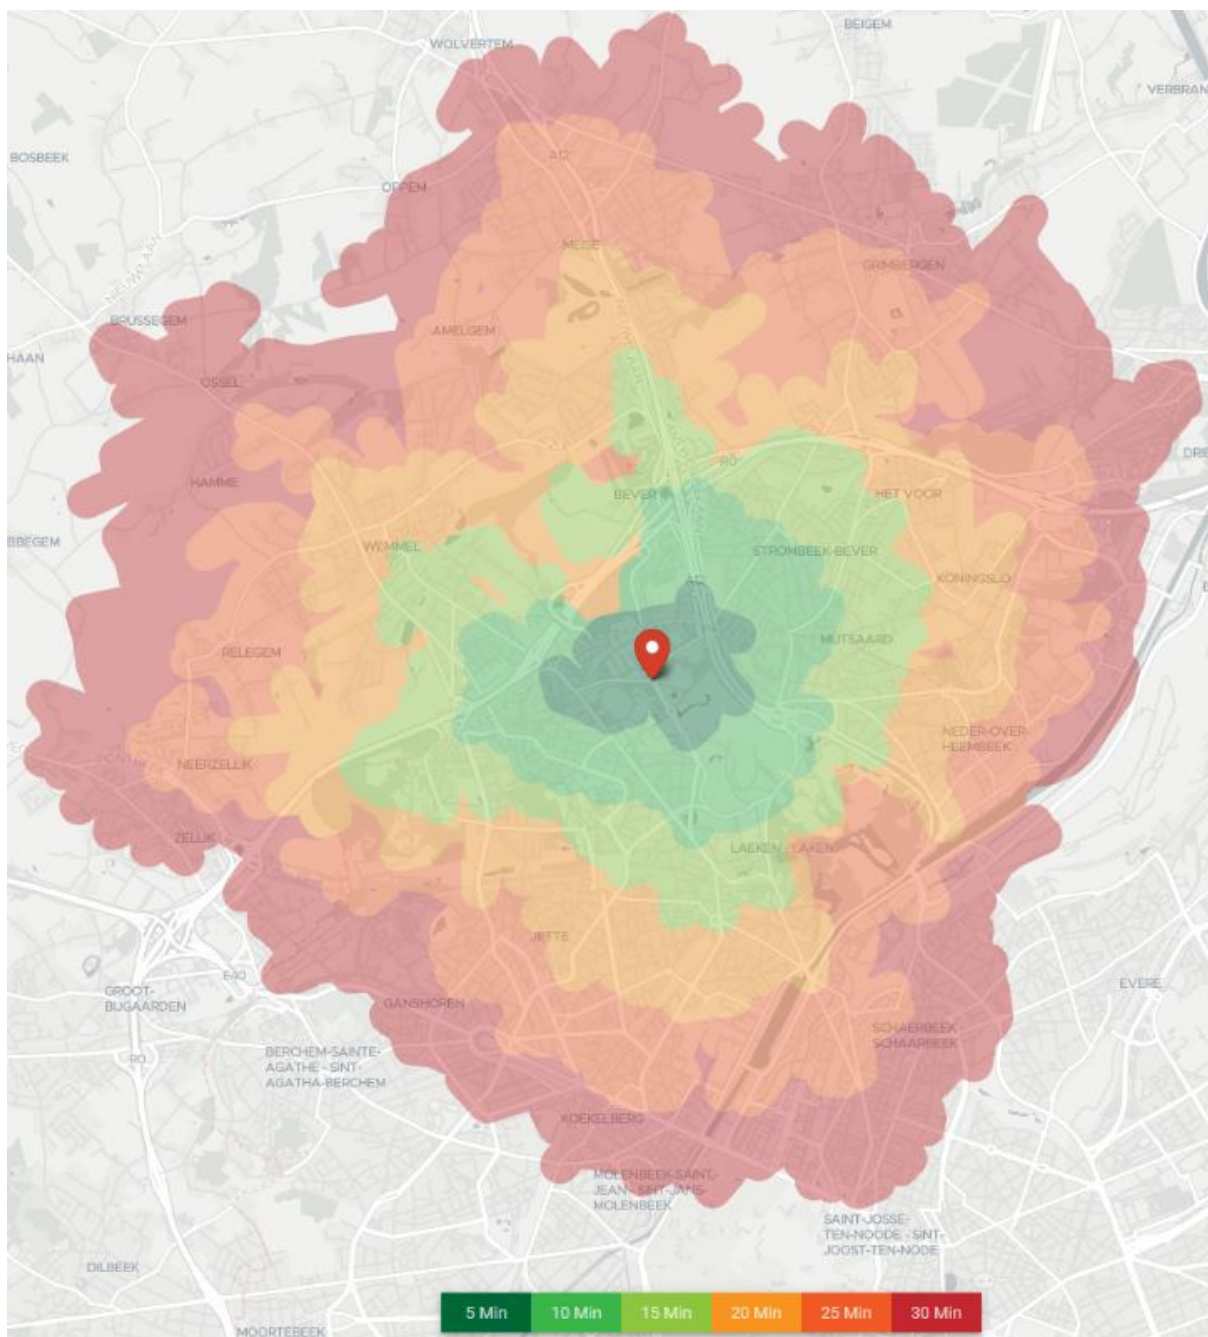 BEIGEM
WOLVERTEM
VERBRAN
BOSBEEK
A12
OPPEM
MEISE
GRIMBERGEN
NIEUWLAAN
BRUSSEGEM
AMELGEM
HAAN
OSSEL
R0
DRIE
HAMME
BEVER
HET VOOR
BBEGEM
WEMMEL
STROMBEEK-BEVER
A12
KONINGSLO
MUTSAARD
RELEGEM
NEDER-OVER-
HEEMBEEK
NEERZELLIK
ZELLIK
LAEKEN - LAKEN
JETTE
E40
GROOT-
BIJGAARDEN
GANSHOREN
EVERE
SCHAERBEEK -
SCHAARBEEK
R0
BERCHEM-SAINTE-
AGATHE - SINT-
AGATHA-BERCHEM
KOEKELBERG
MOLENBEEK-SAINT-
JEAN - SINT-JANS-
MOLENBEEK
SAINT-JOSSE-
TEN-NOODE - SINT-
JOOST-TEN-NODE
DILBEEK
MOORTEBEEK
5 Min 10 Min 15 Min 20 Min 25 Min 30 Min